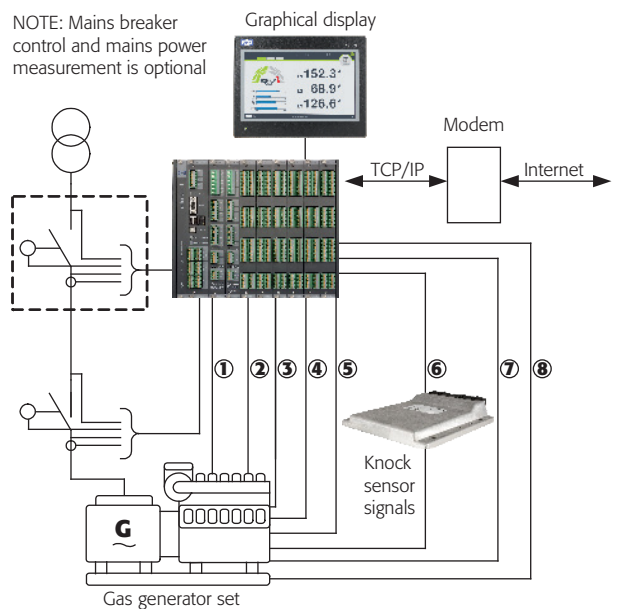 NOTE: Mains breaker
control and mains power
measurement is optional
Graphical display
152.3
68.9
126.6
Modem
TCP/IP
Internet
① ② ③ ④ ⑤ ⑥ ⑦ ⑧
Knock
sensor
signals
G
Gas generator set